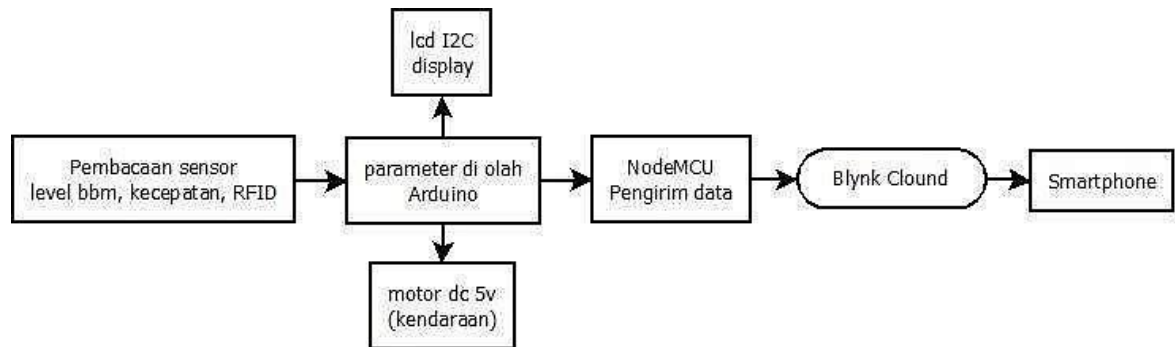 lcd I2C
display
Pembacaan sensor
level bbm, kecepatan, RFID
parameter di olah
Arduino
NodeMCU
Pengirim data
Blynk Clound
Smartphone
motor dc 5v
(kendaraan)